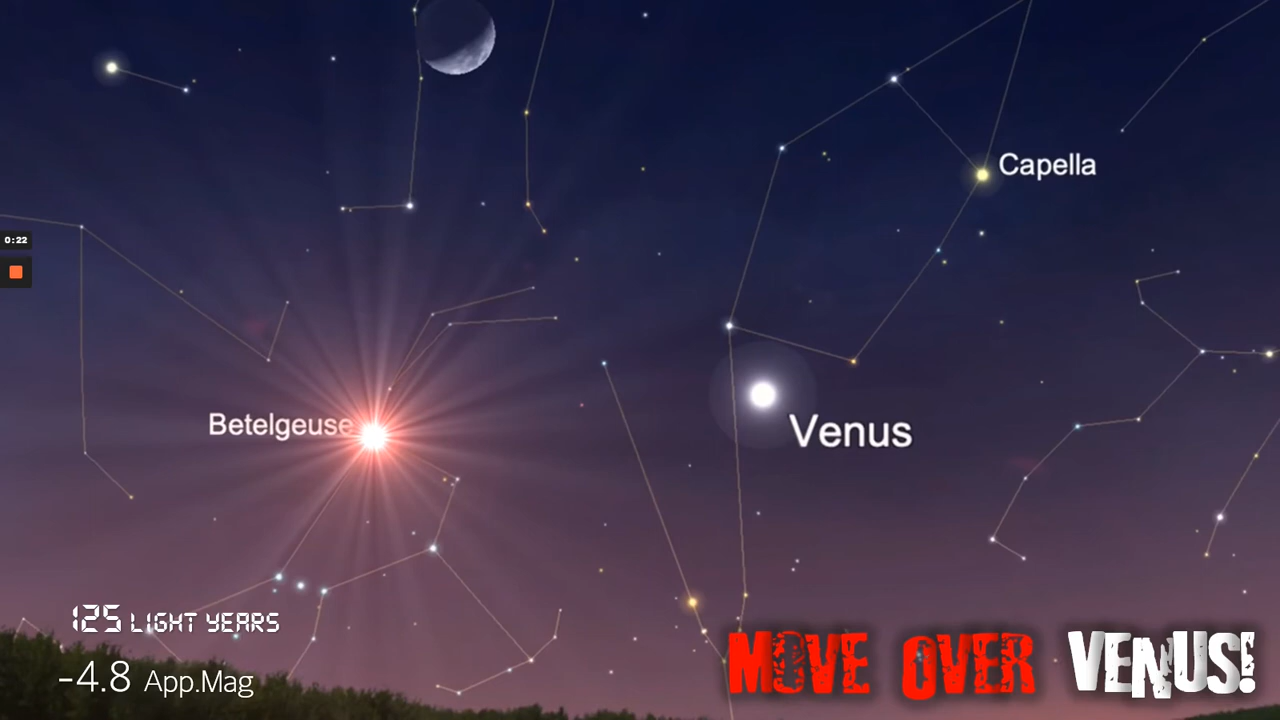 Capella
0:22
Betelgeuse
Venus
125 LIGHT YEARS
-4.8 App.Mag
MOVE OVER VENUS!